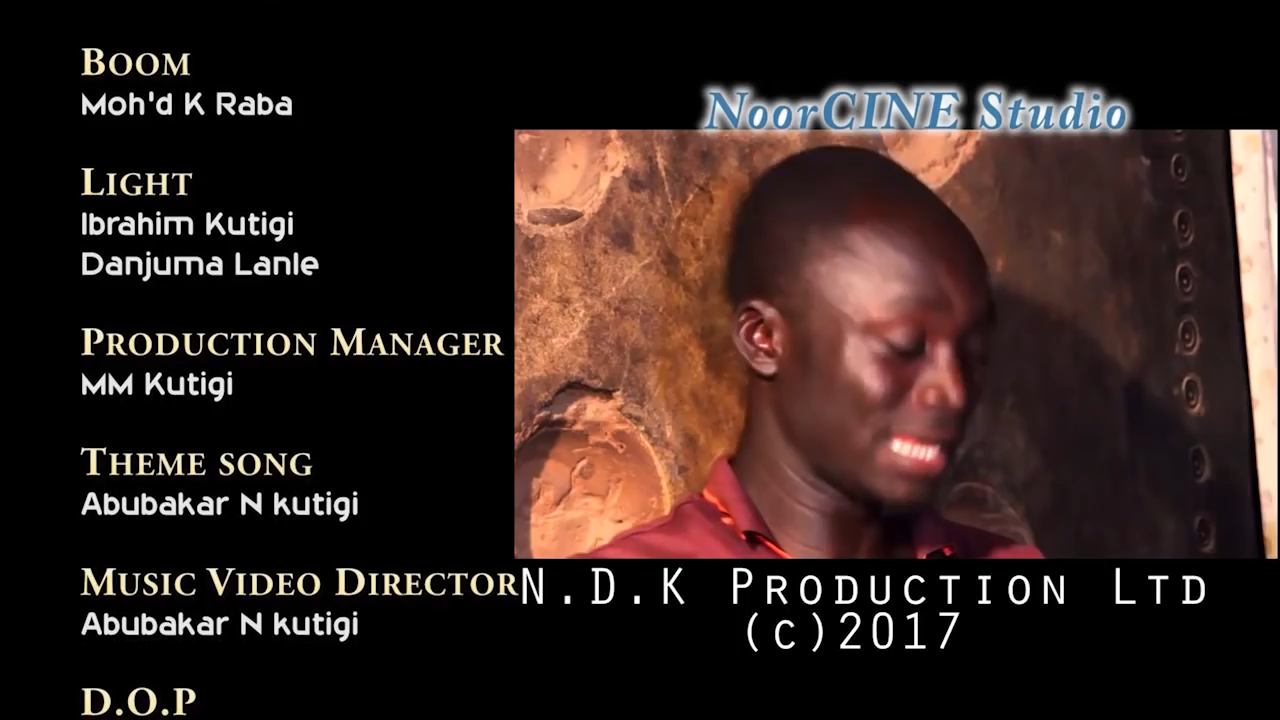 BOOM
Moh'd K Raba
LIGHT
Ibrahim Kutigi
Danjuma Lanle
PRODUCTION MANAGER
MM Kutigi
THEME SONG
Abubakar N kutigi
MUSIC VIDEO DIRECTOR
Abubakar N kutigi
D.O.P
NoorCINE Studio
N.D.K PRODUCTION LTD
(c)2017